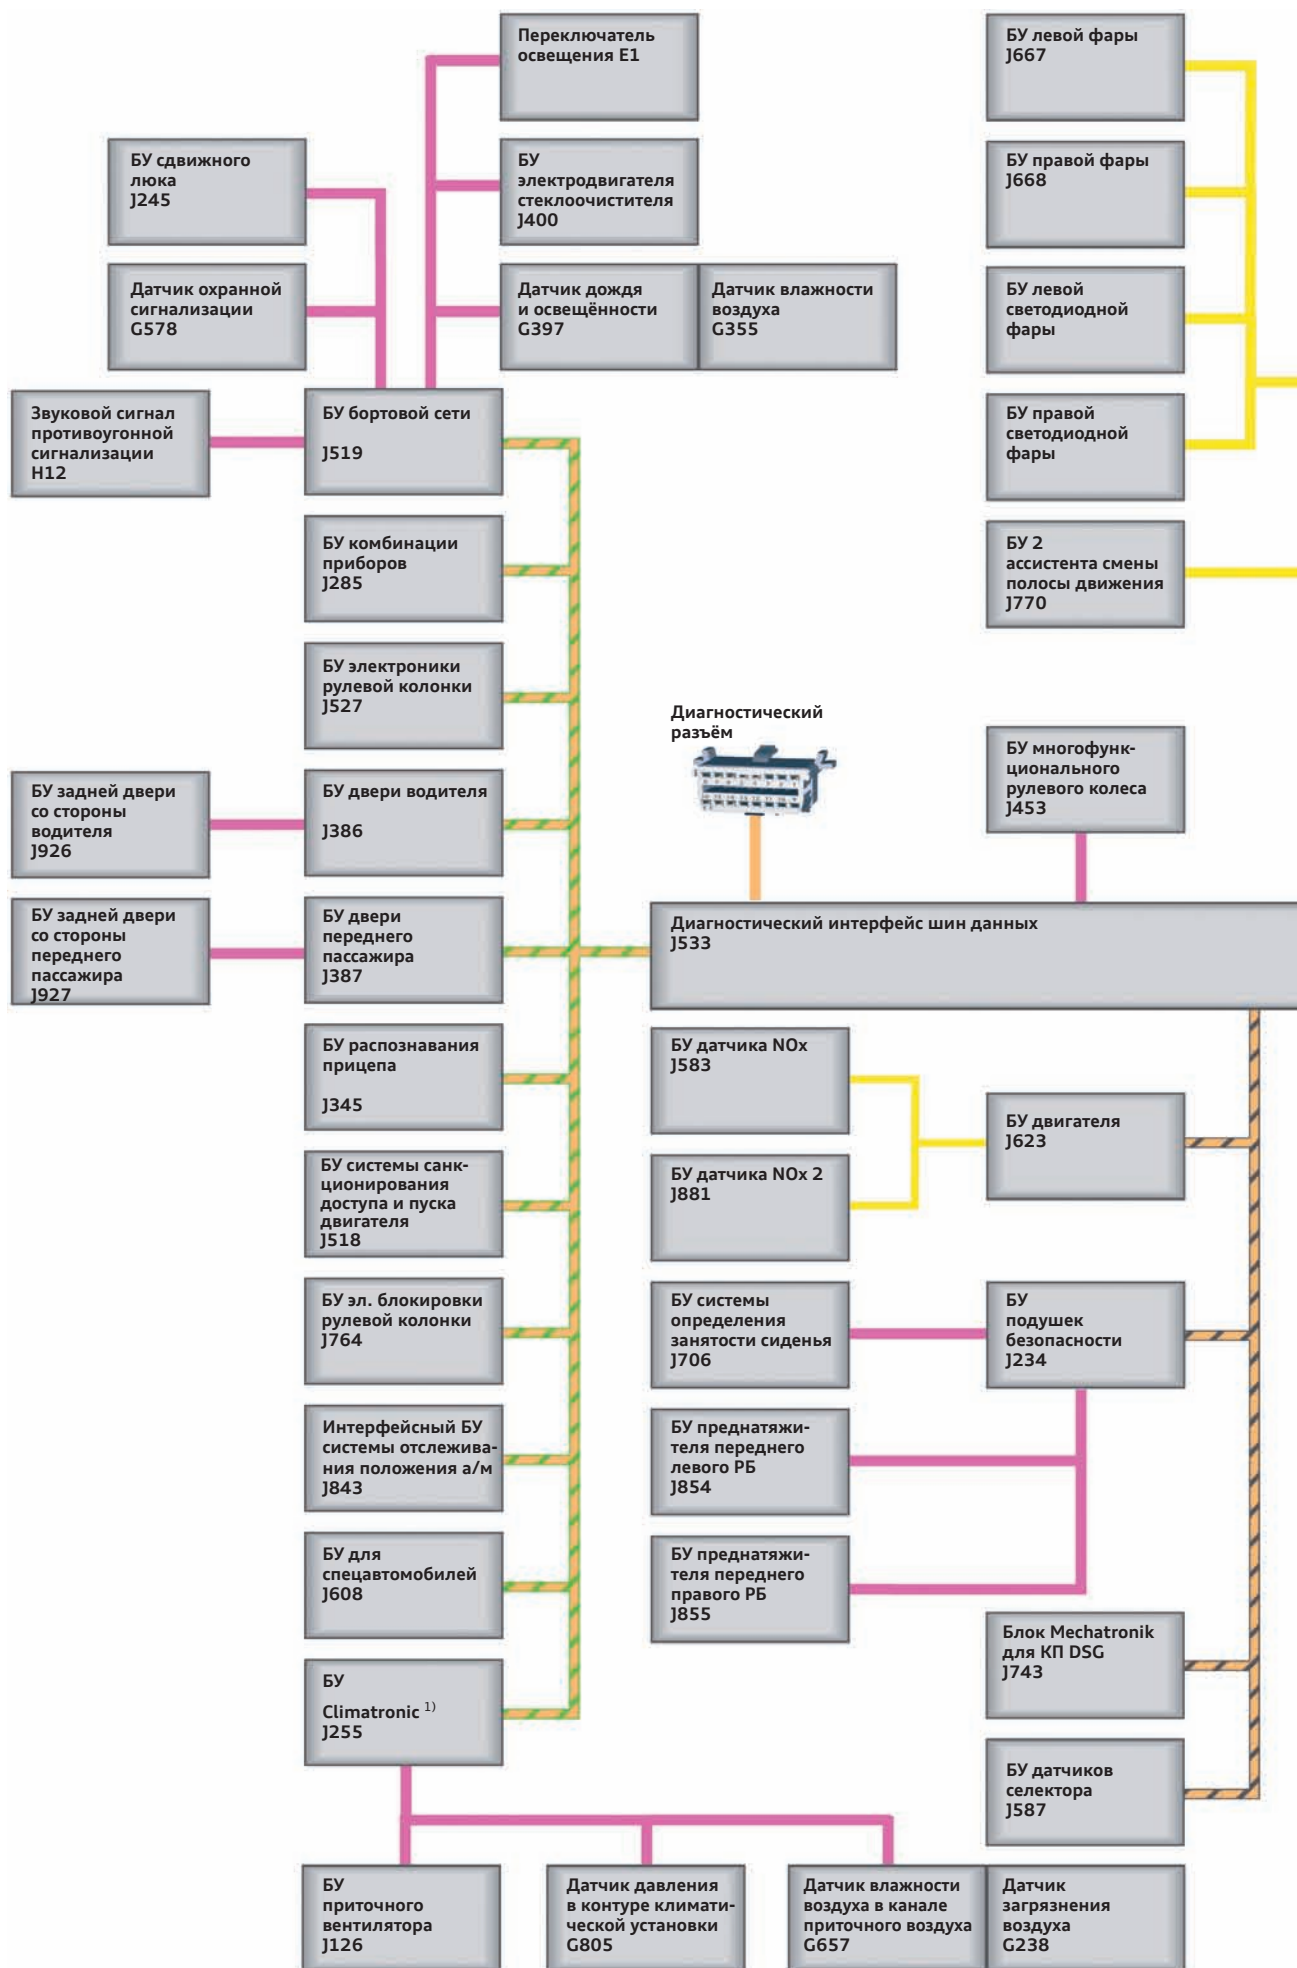 Переключатель
освещения E1
БУ левой фары
J667
БУ сдвижного
люка
J245
БУ
электродвигателя
стеклоочистителя
J400
БУ правой фары
J668
Датчик охранной
сигнализации
G578
Датчик дождя
и освещённости
G397
Датчик влажности
воздуха
G355
БУ левой
светодиодной
фары
Звуковой сигнал
противоугонной
сигнализации
H12
БУ бортовой сети
J519
БУ правой
светодиодной
фары
БУ комбинации
приборов
J285
БУ 2
ассистента смены
полосы движения
J770
БУ электроники
рулевой колонки
J527
Диагностический
разъём
БУ многофунк-
ционального
рулевого колеса
J453
БУ задней двери
со стороны
водителя
J926
БУ двери водителя
J386
БУ задней двери
со стороны
переднего
пассажира
J927
БУ двери
переднего
пассажира
J387
Диагностический интерфейс шин данных
J533
БУ распознавания
прицепа
J345
БУ датчика NOx
J583
БУ двигателя
J623
БУ системы санк-
ционирования
доступа и пуска
двигателя
J518
БУ датчика NOx 2
J881
БУ эл. блокировки
рулевой колонки
J764
БУ системы
определения
занятости сиденья
J706
БУ
подушек
безопасности
J234
Интерфейсный БУ
системы отслежива-
ния положения а/м
J843
БУ преднатяжи-
теля переднего
левого РБ
J854
БУ для
спецавтомобилей
J608
БУ преднатяжи-
теля переднего
правого РБ
J855
Блок Mechatronik
для КП DSG
J743
БУ
Climatronic 1)
J255
БУ датчиков
селектора
J587
БУ
приточного
вентилятора
J126
Датчик давления
в контуре климати-
ческой установки
G805
Датчик влажности
воздуха в канале
приточного воздуха
G657
Датчик
загрязнения
воздуха
G238